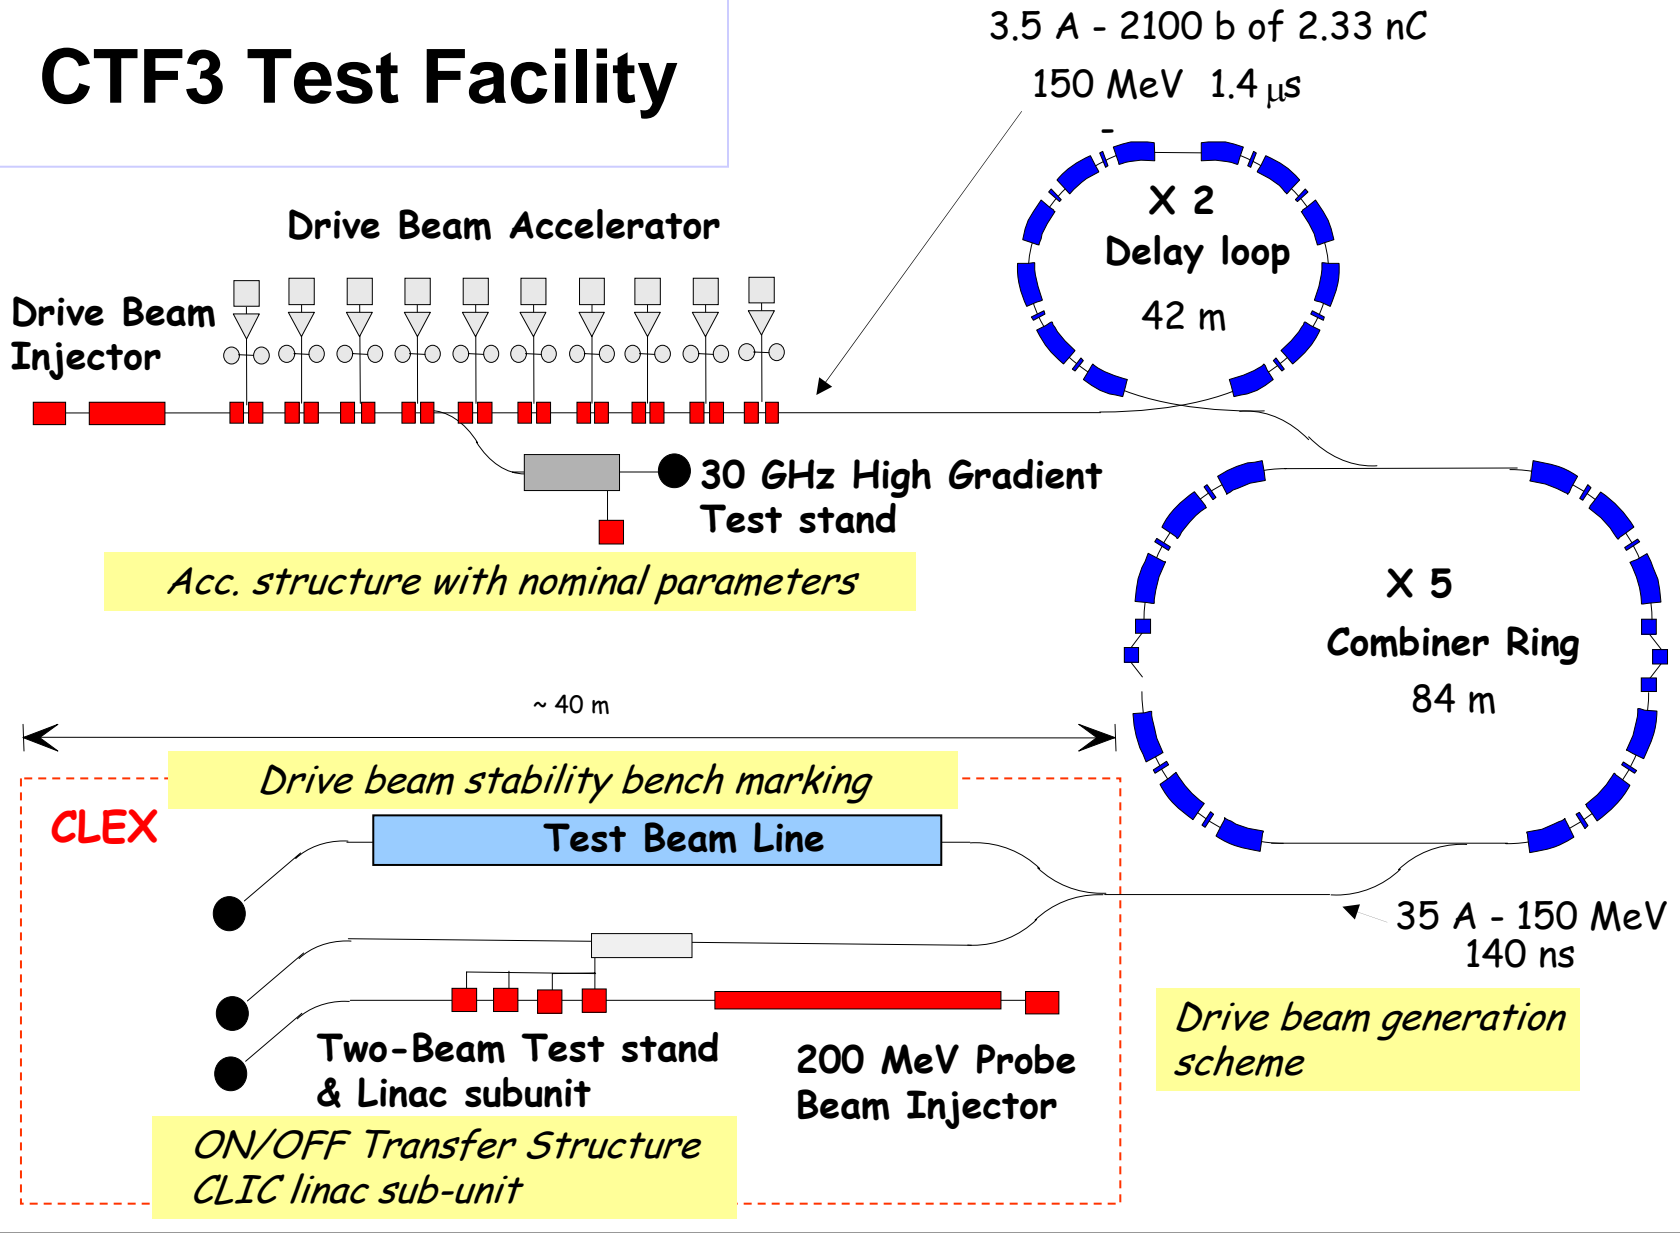 CTF3 Test Facility
3.5 A - 2100 b of 2.33 nC
150 MeV 1.4 μs
-
X 2
Delay loop
42 m
Drive Beam Accelerator
Drive Beam
Injector
30 GHz High Gradient
Test stand
Acc. structure with nominal parameters
X 5
Combiner Ring
84 m
~ 40 m
Drive beam stability bench marking
CLEX
Test Beam Line
35 A - 150 MeV
140 ns
Drive beam generation
scheme
Two-Beam Test stand
& Linac subunit
200 MeV Probe
Beam Injector
ON/OFF Transfer Structure
CLIC linac sub-unit